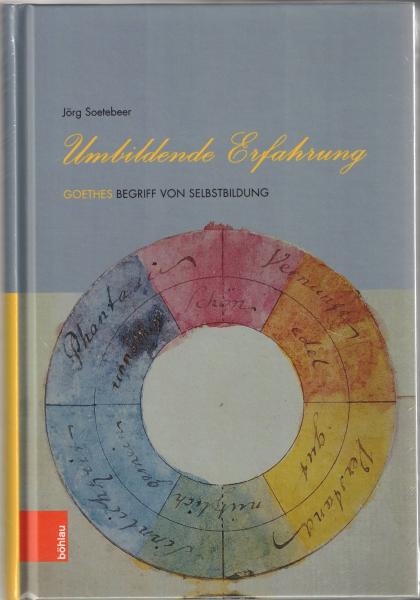 Jörg Soetebeer
Umbildende Erfahrung
GOETHES BEGRIFF VON SELBSTBILDUNG
Phantasie
Vernunft
schön
edel
unnöthig
Verstand
gut
Sinnlichkeit
gemein
nützlich
böhlau